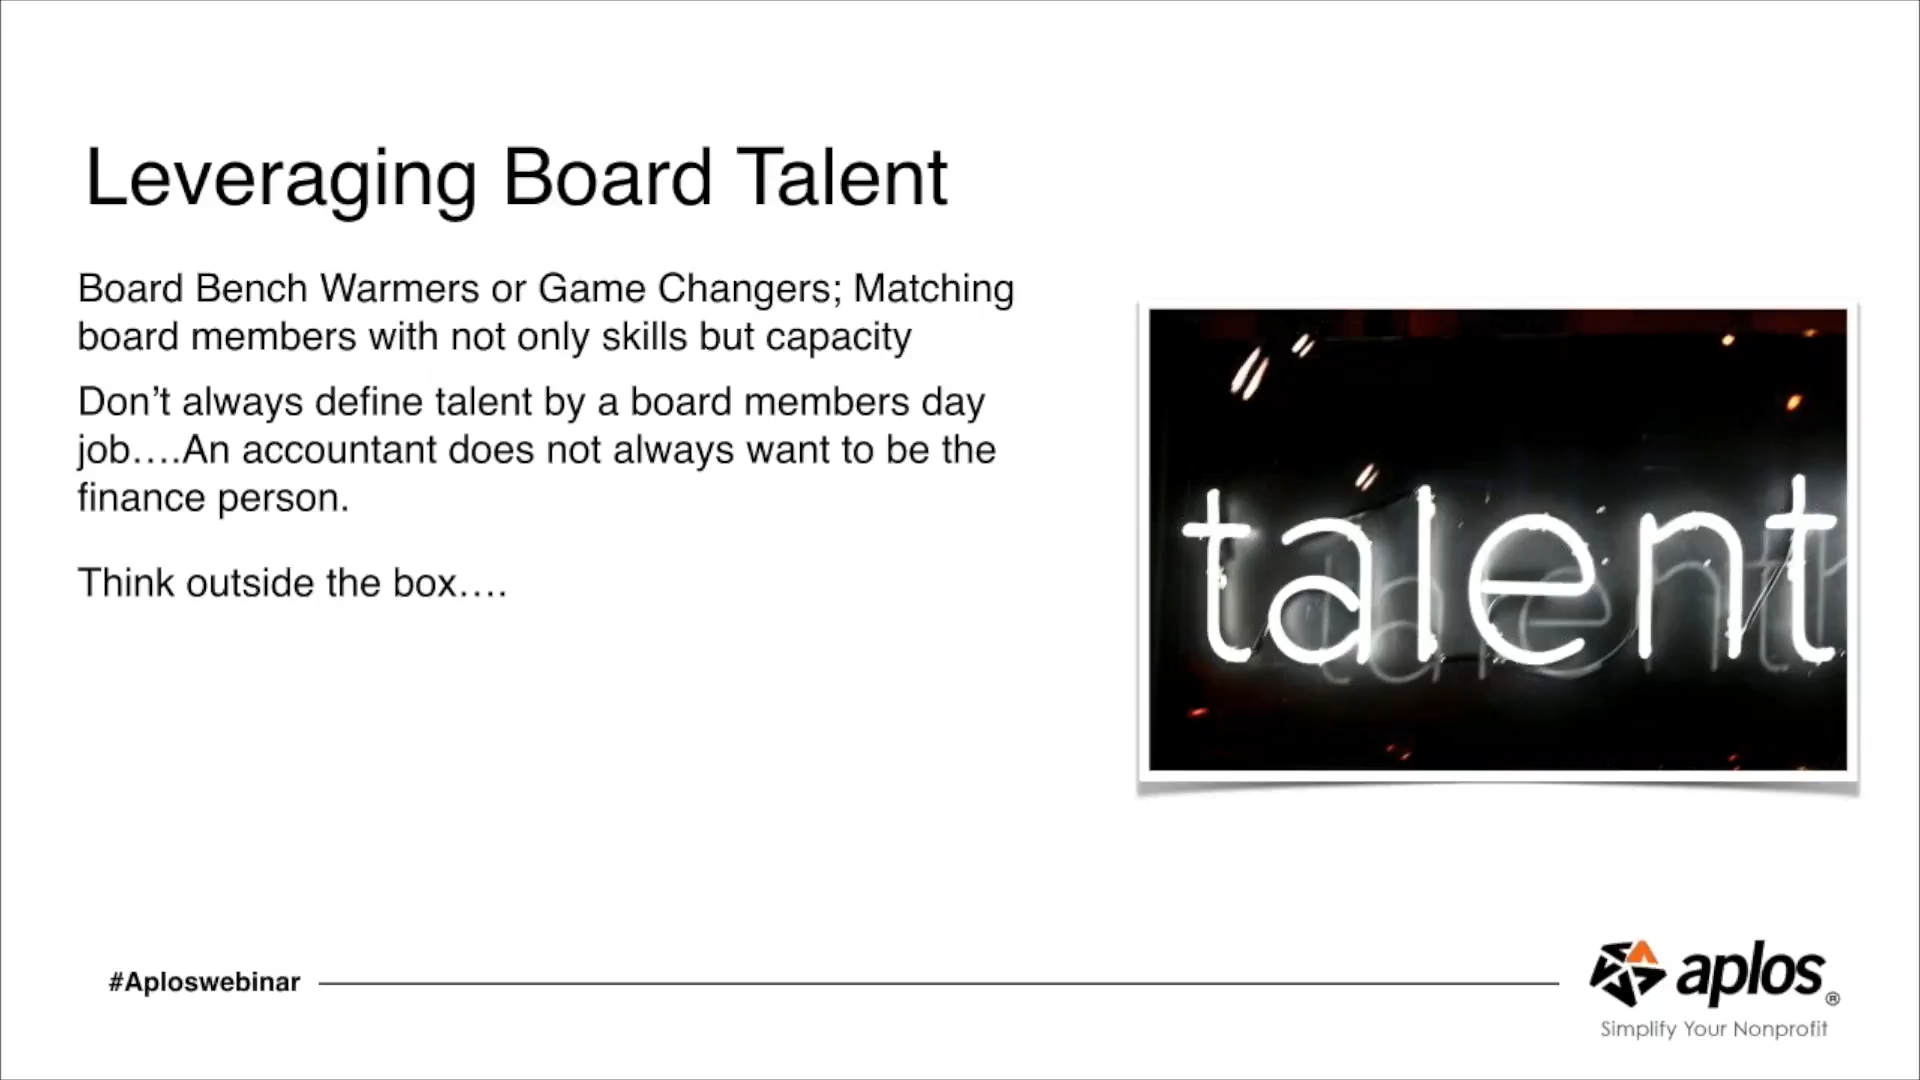 Leveraging Board Talent
Board Bench Warmers or Game Changers; Matching
board members with not only skills but capacity
Don’t always define talent by a board members day
job….An accountant does not always want to be the
finance person.
Think outside the box….
talent
#Aploswebinar
aplos®
Simplify Your Nonprofit